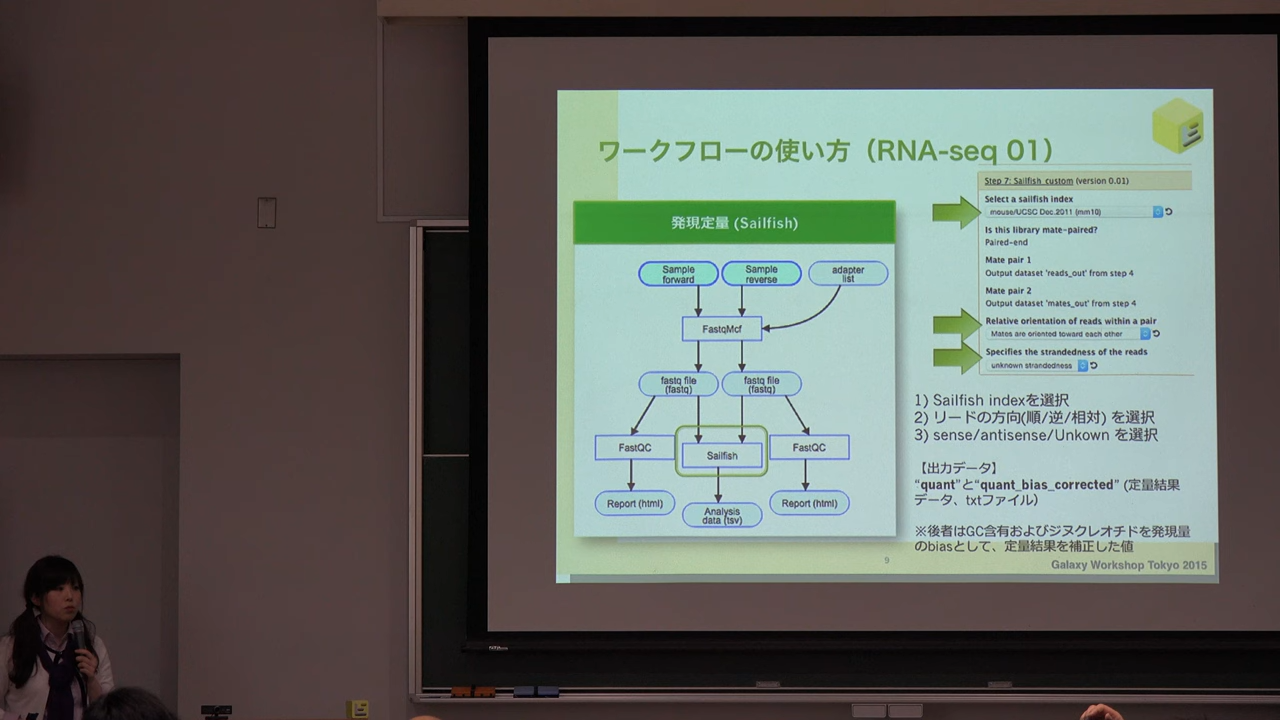 ワークフローの使い方（RNA-seq 01）
発現定量 (Sailfish)
Sample
forward
Sample
reverse
adapter
list
FastqMcf
fastq file
(fastq)
fastq file
(fastq)
FastQC
Sailfish
FastQC
Report (html)
Analysis
data (tsv)
Report (html)
Step 7: Sailfish_custom (version 0.01)
Select a sailfish index
mouse/UCSC Dec.2011 (mm10)
Is this library mate-paired?
Paired-end
Mate pair 1
Output dataset 'reads_out' from step 4
Mate pair 2
Output dataset 'mates_out' from step 4
Relative orientation of reads within a pair
Mates are oriented toward each other
Specifies the strandedness of the reads
unknown strandedness
1) Sailfish indexを選択
2) リードの方向(順/逆/相対) を選択
3) sense/antisense/Unkown を選択
【出力データ】
“quant”と“quant_bias_corrected” (定量結果
データ、txtファイル）
※後者はGC含有およびジヌクレオチドを発現量
のbiasとして、定量結果を補正した値
9
Galaxy Workshop Tokyo 2015